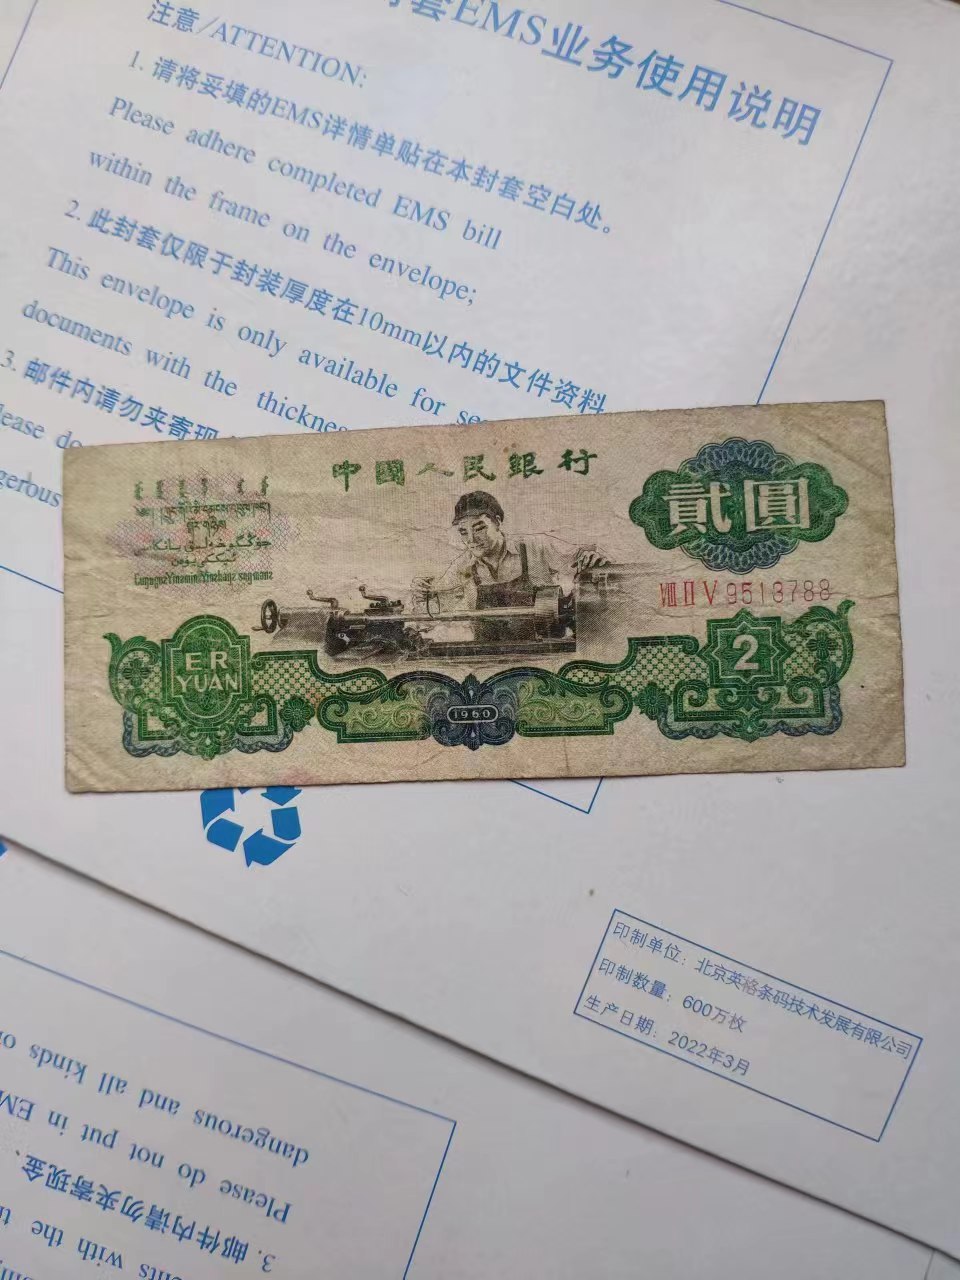 封套EMS业务使用说明
注意/ATTENTION:
1. 请将妥填的EMS详情单贴在本封套空白处。
Please adhere completed EMS bill
within the frame on the envelope;
2. 此封套仅限于封装厚度在10mm以内的文件资料
This envelope is only available for
documents with the
3. 邮件内请勿夹寄现
中國人民銀行
貳圓
VIII II V 9513788
ER
YUAN
2
1960
印制单位：北京英格条码技术发展有限公司
印制数量：600万枚
生产日期：2022年3月
3. 邮件内请勿夹寄现金、
Please do not put in EM
dangerous and all kinds